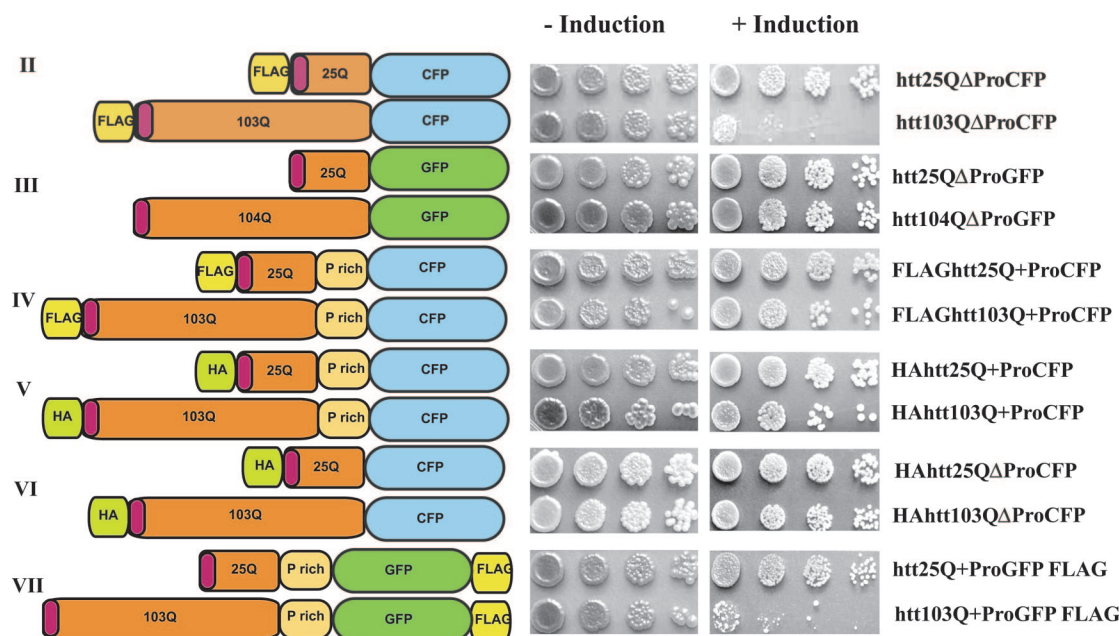 - Induction + Induction
II FLAG 25Q CFP htt25QΔProCFP
FLAG 103Q CFP htt103QΔProCFP
III 25Q GFP htt25QΔProGFP
104Q GFP htt104QΔProGFP
IV FLAG 25Q P rich CFP FLAGhtt25Q+ProCFP
FLAG 103Q P rich CFP FLAGhtt103Q+ProCFP
V HA 25Q P rich CFP HAhtt25Q+ProCFP
HA 103Q P rich CFP HAhtt103Q+ProCFP
VI HA 25Q CFP HAhtt25QΔProCFP
HA 103Q CFP HAhtt103QΔProCFP
VII 25Q P rich GFP FLAG htt25Q+ProGFP FLAG
103Q P rich GFP FLAG htt103Q+ProGFP FLAG